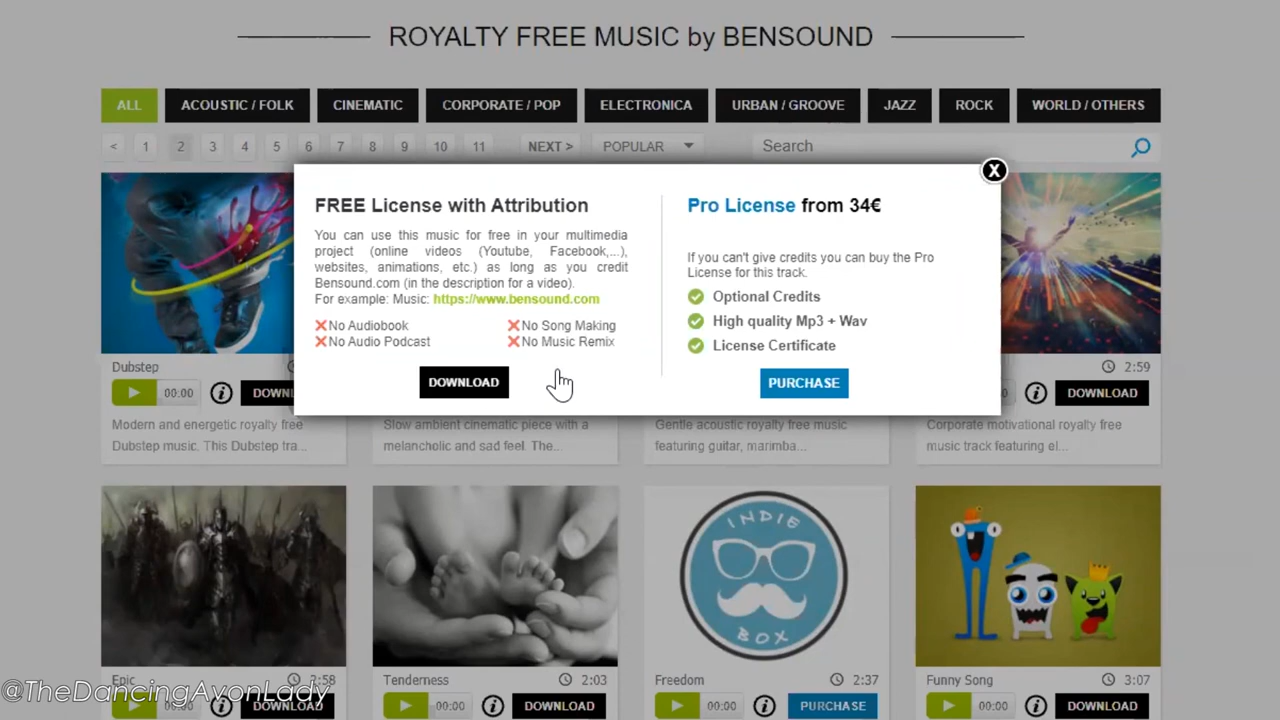 ROYALTY FREE MUSIC by BENSOUND
ALL
ACOUSTIC / FOLK
CINEMATIC
CORPORATE / POP
ELECTRONICA
URBAN / GROOVE
JAZZ
ROCK
WORLD / OTHERS
< 1 2 3 4 5 6 7 8 9 10 11 NEXT >
POPULAR
Search
X
FREE License with Attribution
You can use this music for free in your multimedia
project (online videos (Youtube, Facebook,...),
websites, animations, etc.) as long as you credit
Bensound.com (in the description for a video).
For example: Music: https://www.bensound.com
No Audiobook
No Song Making
No Audio Podcast
No Music Remix
DOWNLOAD
Pro License from 34€
If you can't give credits you can buy the Pro
License for this track.
Optional Credits
High quality Mp3 + Wav
License Certificate
PURCHASE
Dubstep
00:00
DOWN
Modern and energetic royalty free
Dubstep music. This Dubstep tra...
Slow ambient cinematic piece with a
melancholic and sad feel. The...
Gentle acoustic royalty free music
featuring guitar, marimba...
2:59
00:00
DOWNLOAD
Corporate motivational royalty free
music track featuring el...
INDIE
BOX
Epic
2:58
00:00
DOWNLOAD
Tenderness
2:03
00:00
DOWNLOAD
Freedom
2:37
00:00
PURCHASE
Funny Song
3:07
00:00
DOWNLOAD
@TheDancingAvonLady